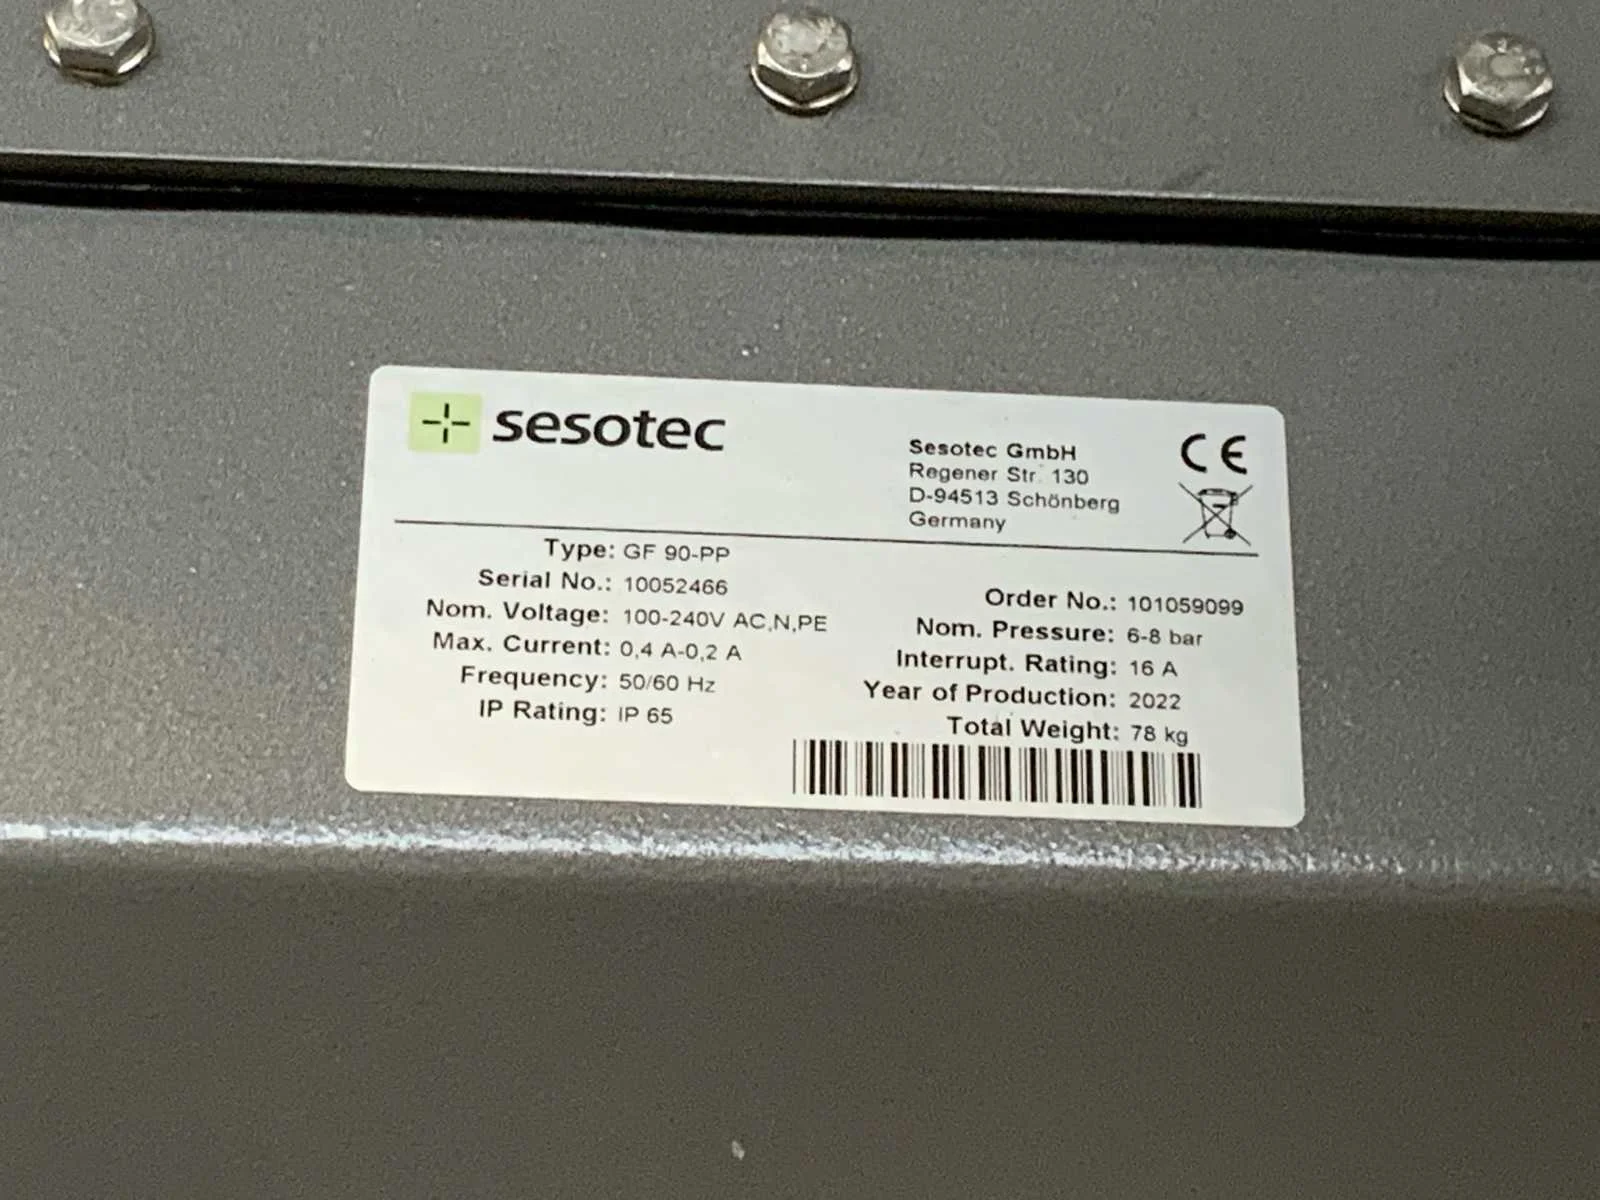 sesotec
Sesotec GmbH
Regener Str. 130
D-94513 Schönberg
Germany
CE
Type: GF 90-PP
Serial No.: 10052466
Nom. Voltage: 100-240V AC,N,PE
Max. Current: 0,4 A-0,2 A
Frequency: 50/60 Hz
IP Rating: IP 65
Order No.: 101059099
Nom. Pressure: 6-8 bar
Interrupt. Rating: 16 A
Year of Production: 2022
Total Weight: 78 kg